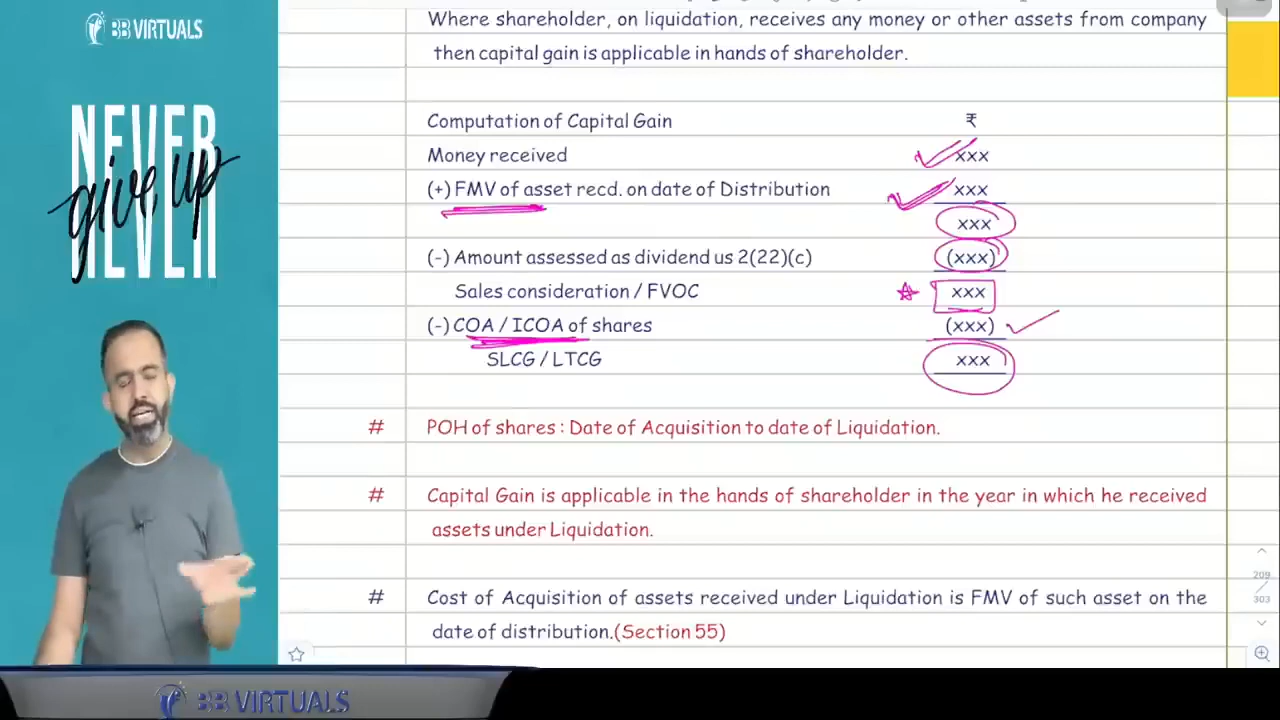 BB VIRTUALS
NEVER
give up
NEVER
Where shareholder, on liquidation, receives any money or other assets from company
then capital gain is applicable in hands of shareholder.
Computation of Capital Gain ₹
Money received xxx
(+) FMV of asset recd. on date of Distribution xxx
xxx
(-) Amount assessed as dividend us 2(22)(c) (xxx)
Sales consideration / FVOC xxx
(-) COA / ICOA of shares (xxx)
SLCG / LTCG xxx
# POH of shares : Date of Acquisition to date of Liquidation.
# Capital Gain is applicable in the hands of shareholder in the year in which he received
assets under Liquidation.
# Cost of Acquisition of assets received under Liquidation is FMV of such asset on the
date of distribution.(Section 55)
209
303
BB VIRTUALS